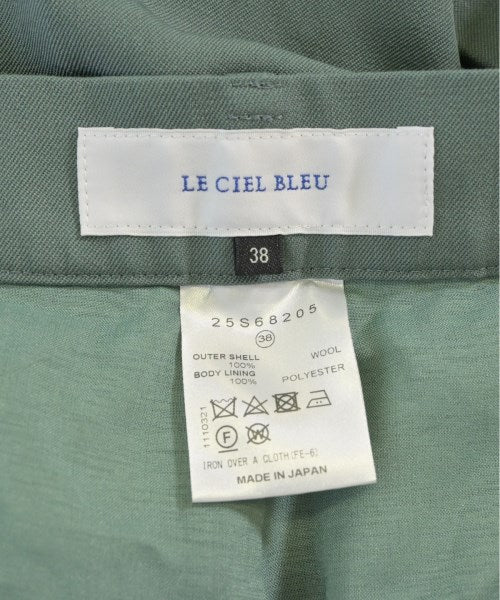 LE CIEL BLEU
38
25S68205
38
OUTER SHELL
100% WOOL
BODY LINING
100% POLYESTER
1110321
F
W
IRON OVER A CLOTH(FE-6)
MADE IN JAPAN